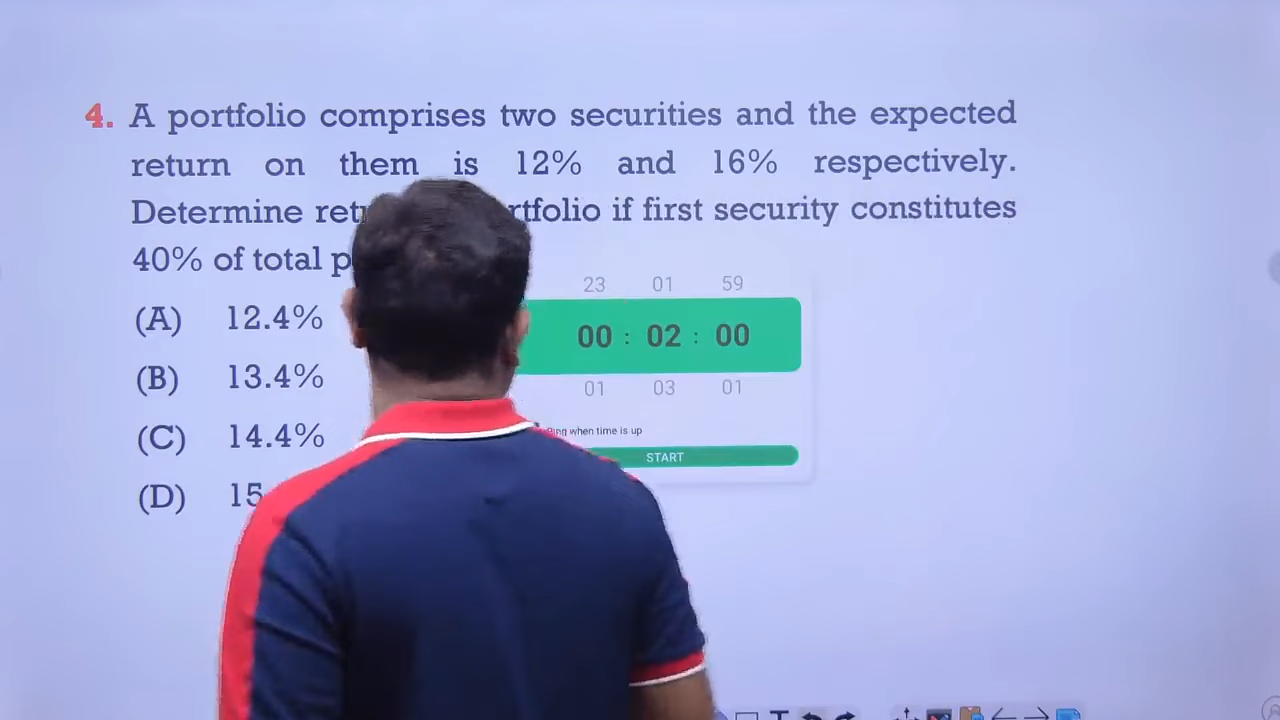 4. A portfolio comprises two securities and the expected
return on them is 12% and 16% respectively.
Determine rtfolio if first security constitutes
40% of total
23 01 59
(A) 12.4%
00 : 02 : 00
(B) 13.4%
01 03 01
(C) 14.4%
when time is up
START
(D) 15